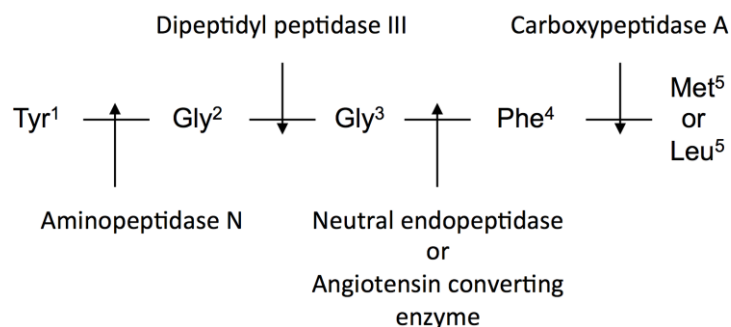 Dipeptidyl peptidase III Carboxypeptidase A
Tyr¹ Gly² Gly³ Phe⁴ Met⁵
or
Leu⁵
Aminopeptidase N Neutral endopeptidase
or
Angiotensin converting
enzyme